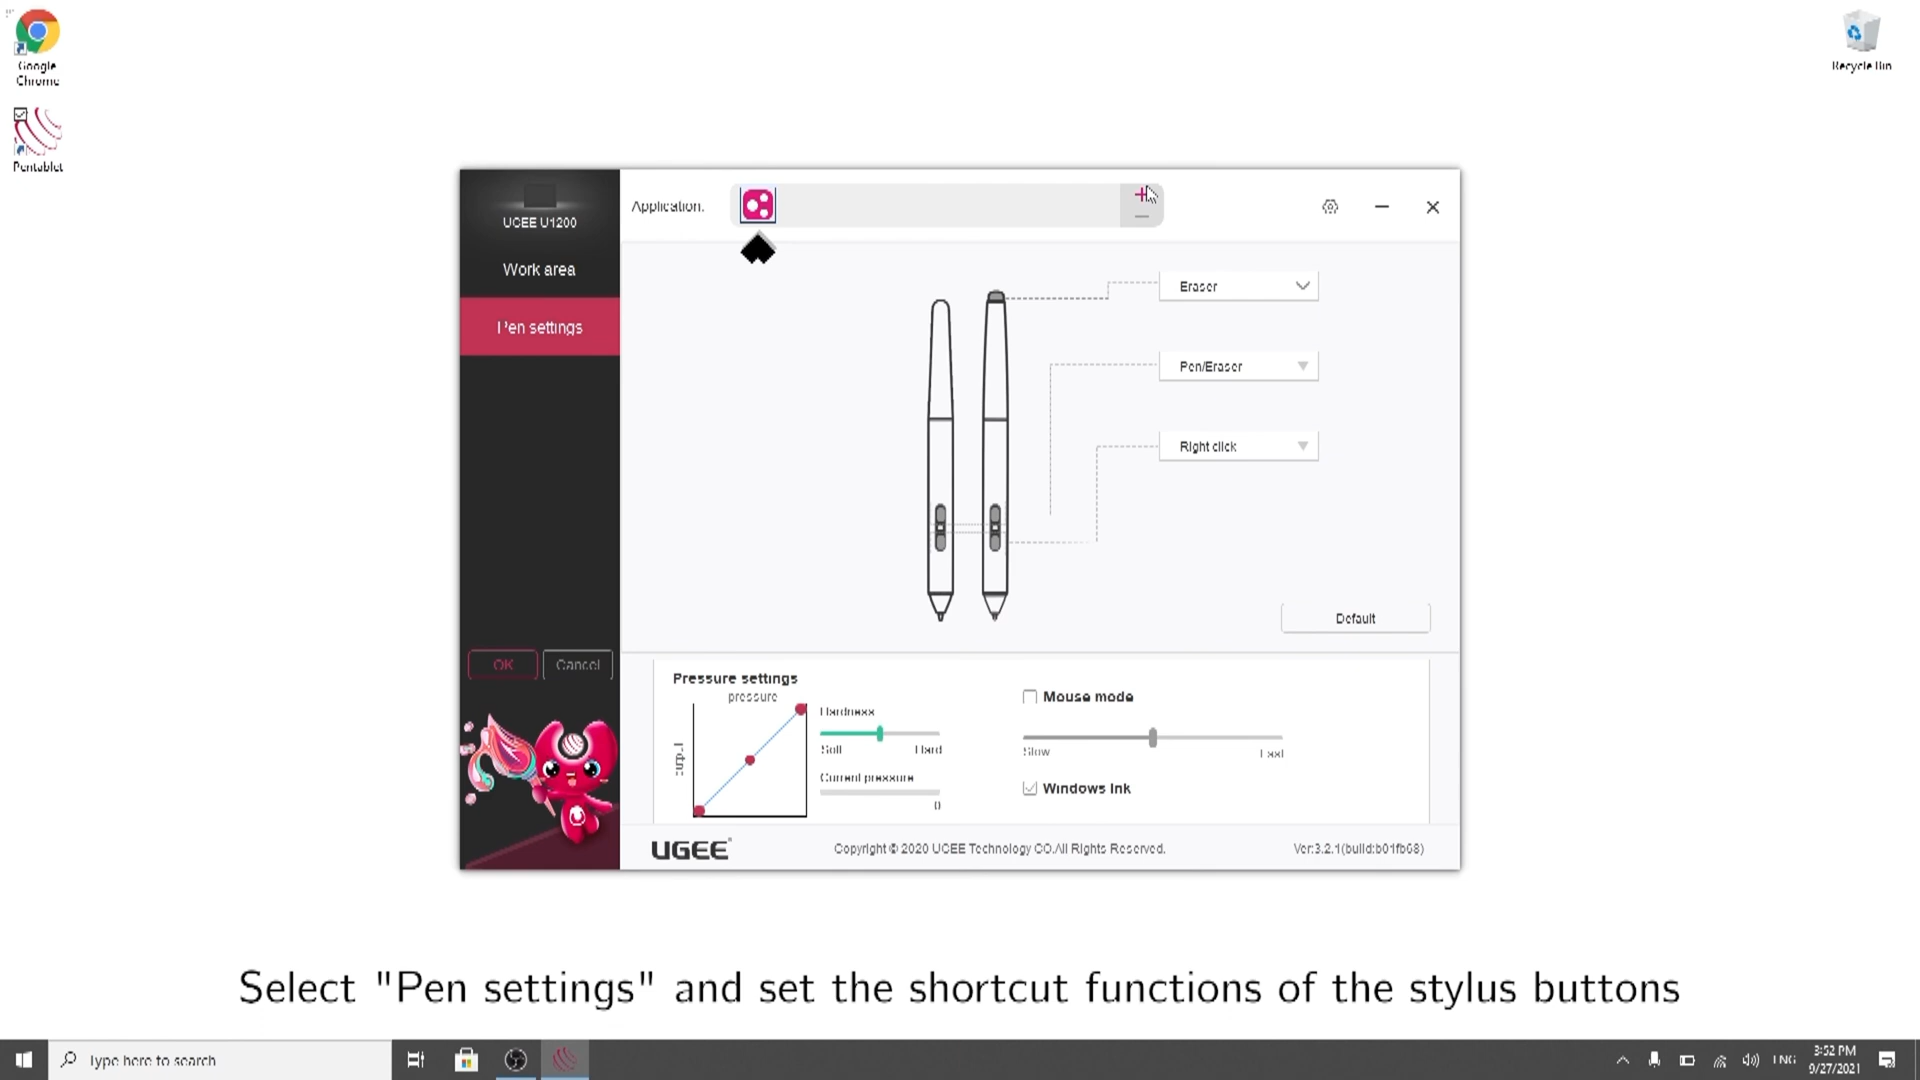 Google
Chrome
Recycle Bin
Pentablet
UGEE U1200
Application:
Work area
Pen settings
Eraser
Pen/Eraser
Right click
Default
OK
Cancel
Pressure settings
pressure
output
Hardness
Soft
Hard
Current pressure
0
Mouse mode
Slow
Fast
Windows Ink
UGEE®
Copyright © 2020 UGEE Technology CO.All Rights Reserved.
Ver:3.2.1(build:b01fb68)
Select "Pen settings" and set the shortcut functions of the stylus buttons
Type here to search
ENG
3:52 PM
9/27/2021